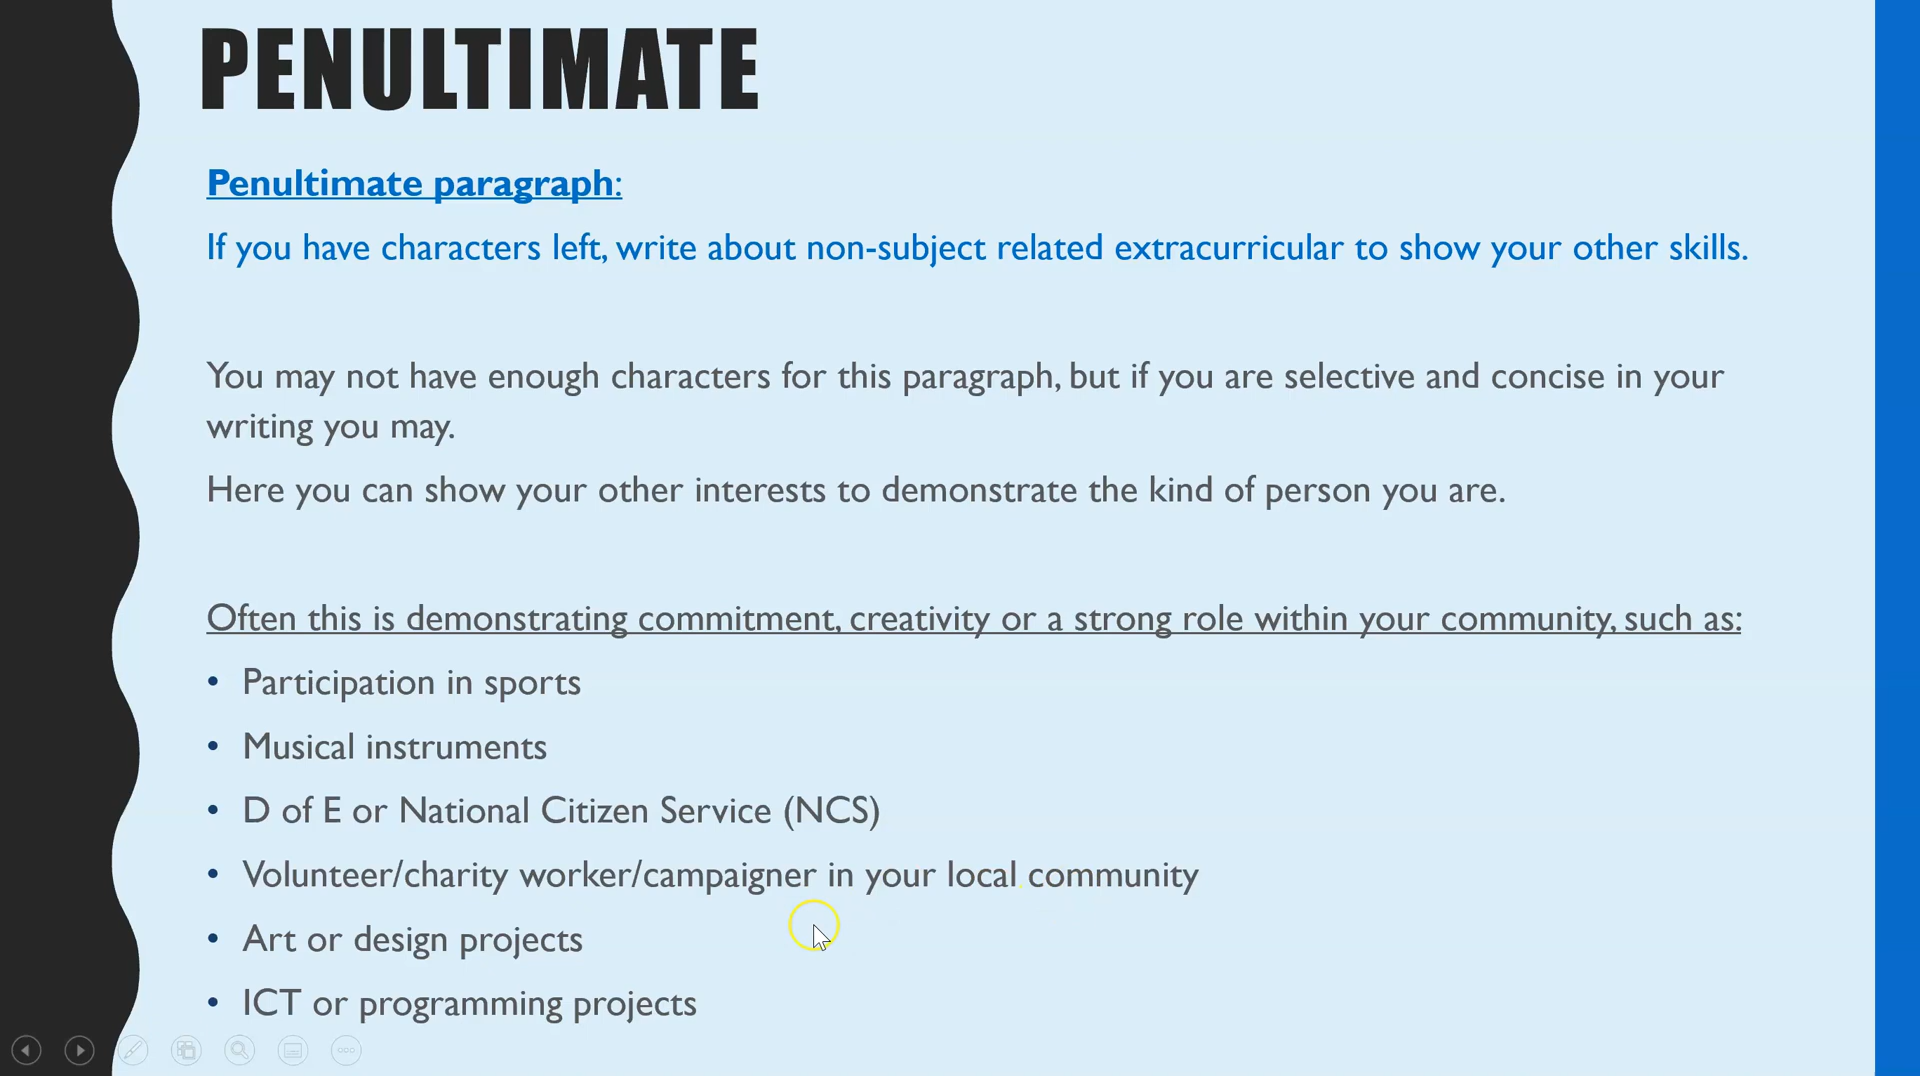 PENULTIMATE
Penultimate paragraph:
If you have characters left, write about non-subject related extracurricular to show your other skills.
You may not have enough characters for this paragraph, but if you are selective and concise in your
writing you may.
Here you can show your other interests to demonstrate the kind of person you are.
Often this is demonstrating commitment, creativity or a strong role within your community, such as:
• Participation in sports
• Musical instruments
• D of E or National Citizen Service (NCS)
• Volunteer/charity worker/campaigner in your local community
• Art or design projects
• ICT or programming projects